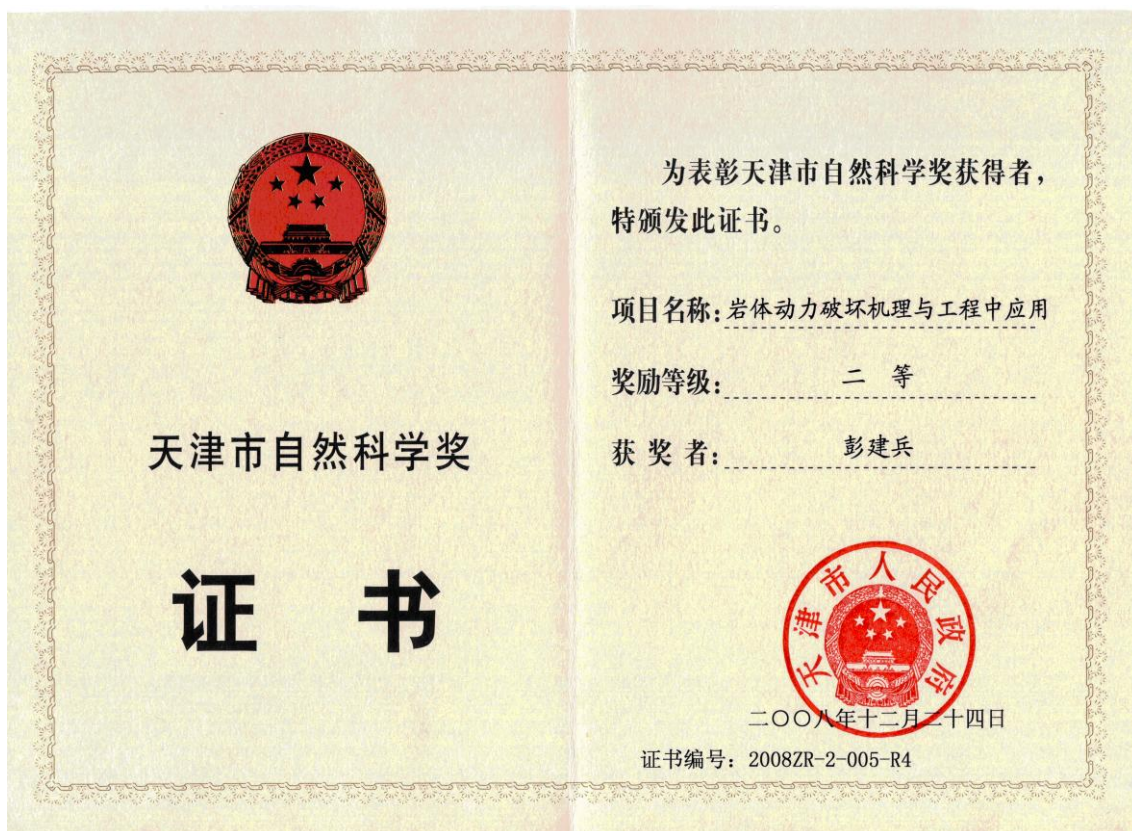 天津市自然科学奖
证 书
为表彰天津市自然科学奖获得者，
特颁发此证书。
项目名称：岩体动力破坏机理与工程中应用
奖励等级：二 等
获 奖 者：彭建兵
天津市人民政府
二〇〇八年十二月二十四日
证书编号：2008ZR-2-005-R4